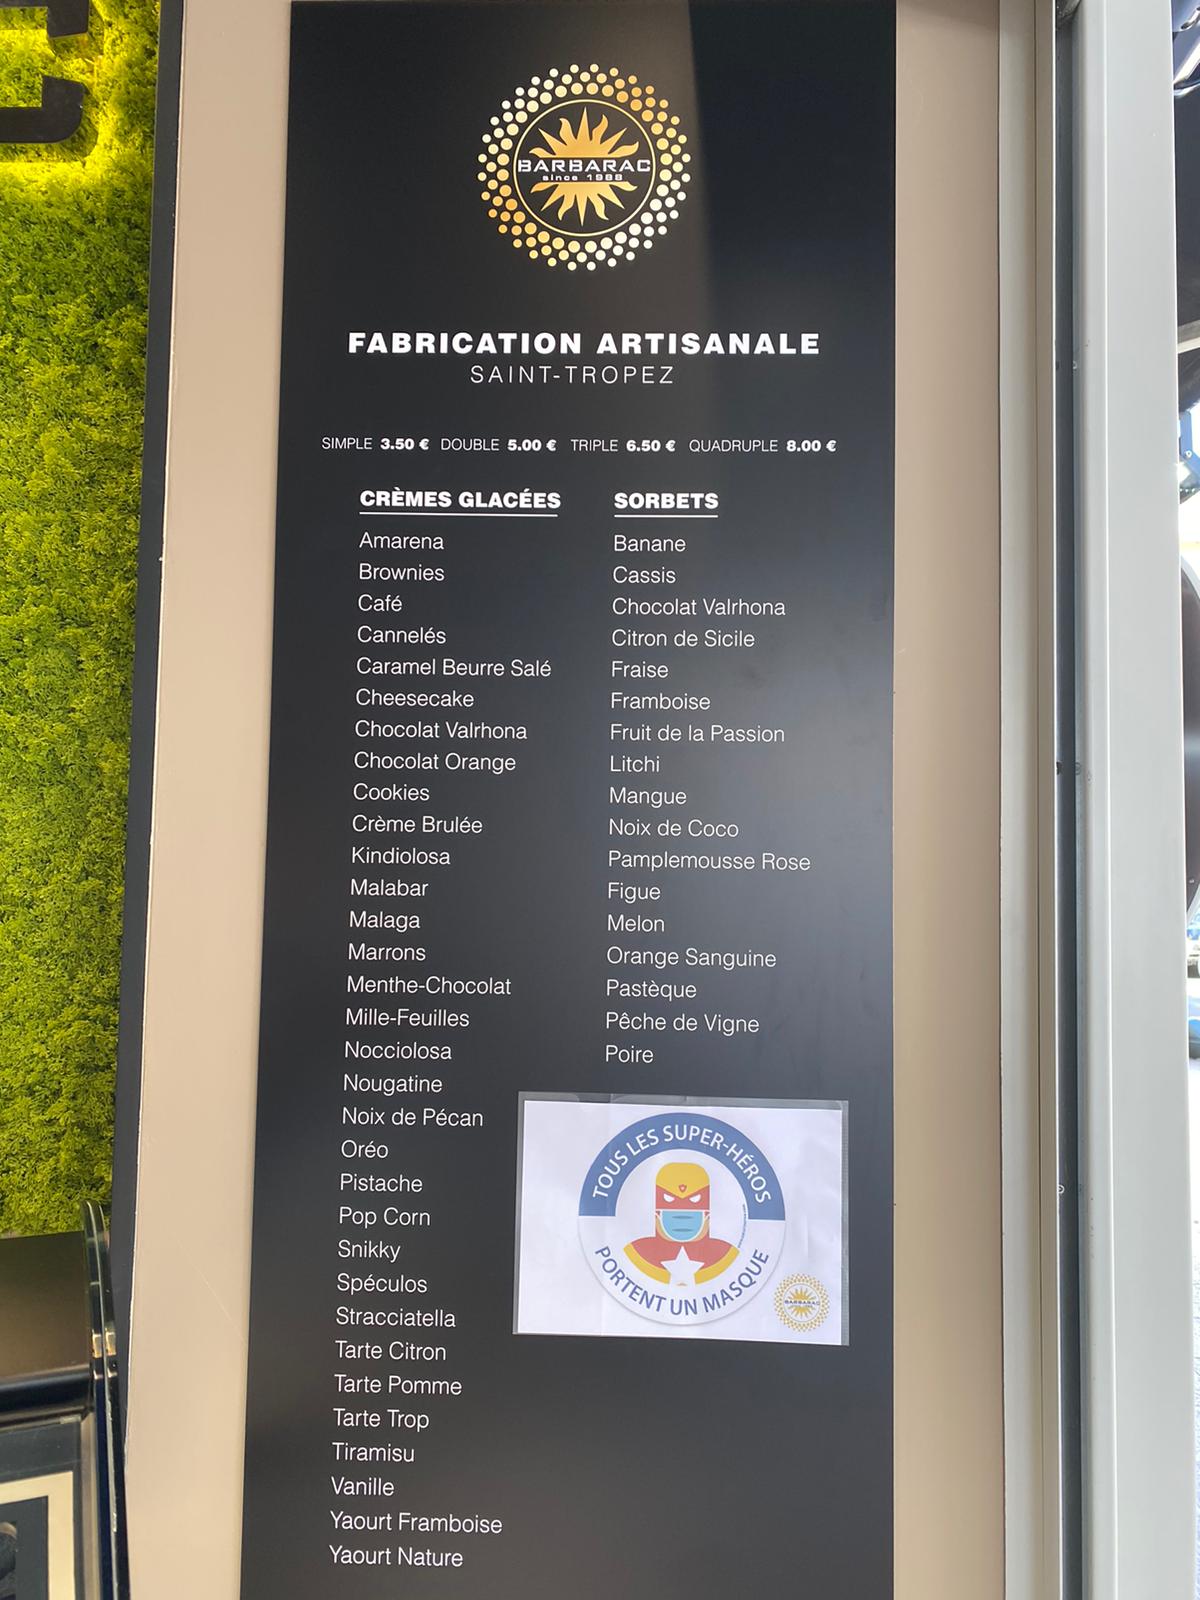 BARBARAC
since 1988
FABRICATION ARTISANALE
SAINT-TROPEZ
SIMPLE 3.50 € DOUBLE 5.00 € TRIPLE 6.50 € QUADRUPLE 8.00 €
CRÈMES GLACÉES
Amarena
Brownies
Café
Cannelés
Caramel Beurre Salé
Cheesecake
Chocolat Valrhona
Chocolat Orange
Cookies
Crème Brulée
Kindiolosa
Malabar
Malaga
Marrons
Menthe-Chocolat
Mille-Feuilles
Nocciolosa
Nougatine
Noix de Pécan
Oréo
Pistache
Pop Corn
Snikky
Spéculos
Stracciatella
Tarte Citron
Tarte Pomme
Tarte Trop
Tiramisu
Vanille
Yaourt Framboise
Yaourt Nature
SORBETS
Banane
Cassis
Chocolat Valrhona
Citron de Sicile
Fraise
Framboise
Fruit de la Passion
Litchi
Mangue
Noix de Coco
Pamplemousse Rose
Figue
Melon
Orange Sanguine
Pastèque
Pêche de Vigne
Poire
TOUS LES SUPER-HÉROS
PORTENT UN MASQUE
BARBARAC